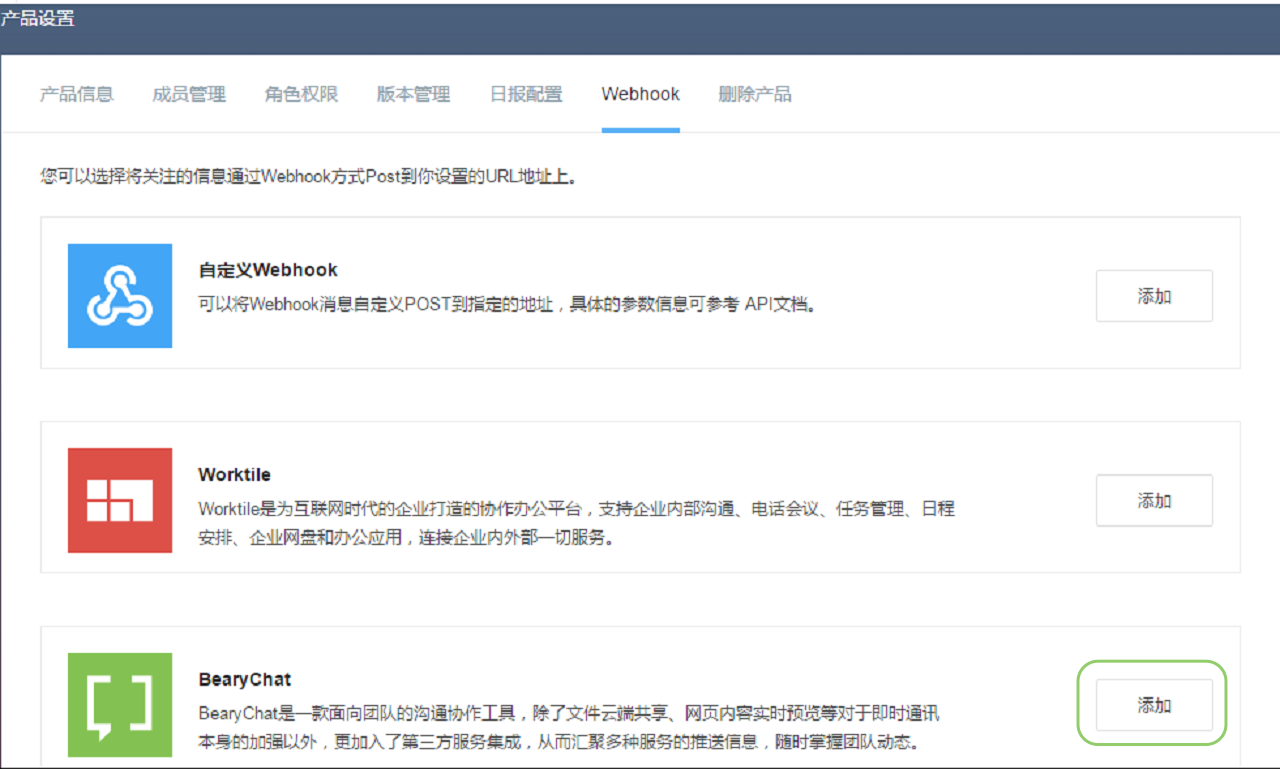 产品设置
产品信息 成员管理 角色权限 版本管理 日报配置 Webhook 删除产品
您可以选择将关注的信息通过Webhook方式Post到你设置的URL地址上。
自定义Webhook
可以将Webhook消息自定义POST到指定的地址，具体的参数信息可参考 API文档。
添加
Worktile
Worktile是为互联网时代的企业打造的协作办公平台，支持企业内部沟通、电话会议、任务管理、日程
安排、企业网盘和办公应用，连接企业内外部一切服务。
添加
BearyChat
BearyChat是一款面向团队的沟通协作工具，除了文件云端共享、网页内容实时预览等对于即时通讯
本身的加强以外，更加入了第三方服务集成，从而汇聚多种服务的推送信息，随时掌握团队动态。
添加